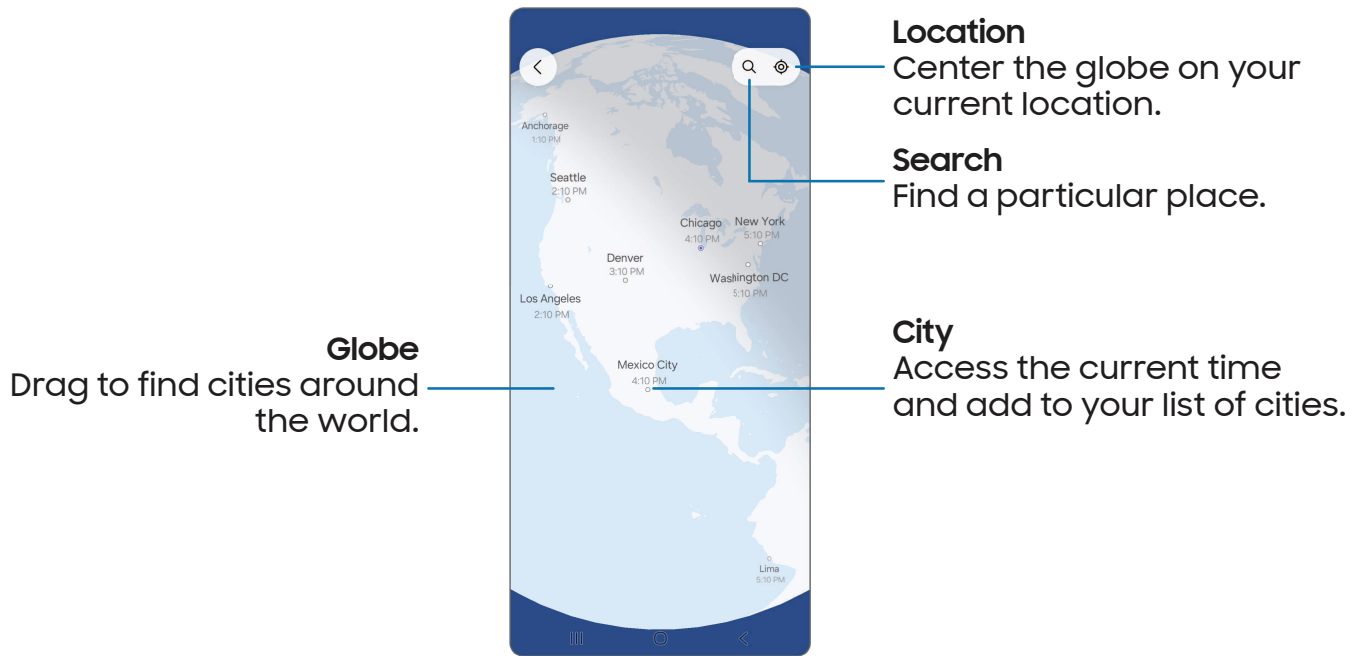 Location
Center the globe on your
current location.
Search
Find a particular place.
City
Access the current time
and add to your list of cities.
Globe
Drag to find cities around
the world.
Anchorage
1:10 PM
Seattle
2:10 PM
Chicago
4:10 PM
New York
5:10 PM
Denver
3:10 PM
Washington DC
5:10 PM
Los Angeles
2:10 PM
Mexico City
4:10 PM
Lima
5:10 PM